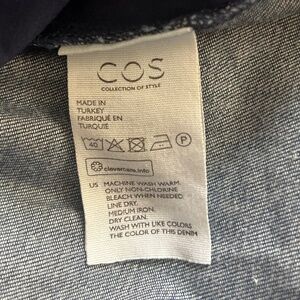 COS
COLLECTION OF STYLE
MADE IN
TURKEY
FABRIQUÉ EN
TURQUIE
40 P
clevercare.info
US MACHINE WASH WARM.
ONLY NON-CHLORINE
BLEACH WHEN NEEDED
LINE DRY.
MEDIUM IRON.
DRY CLEAN.
WASH WITH LIKE COLORS
THE COLOR OF THIS DENIM